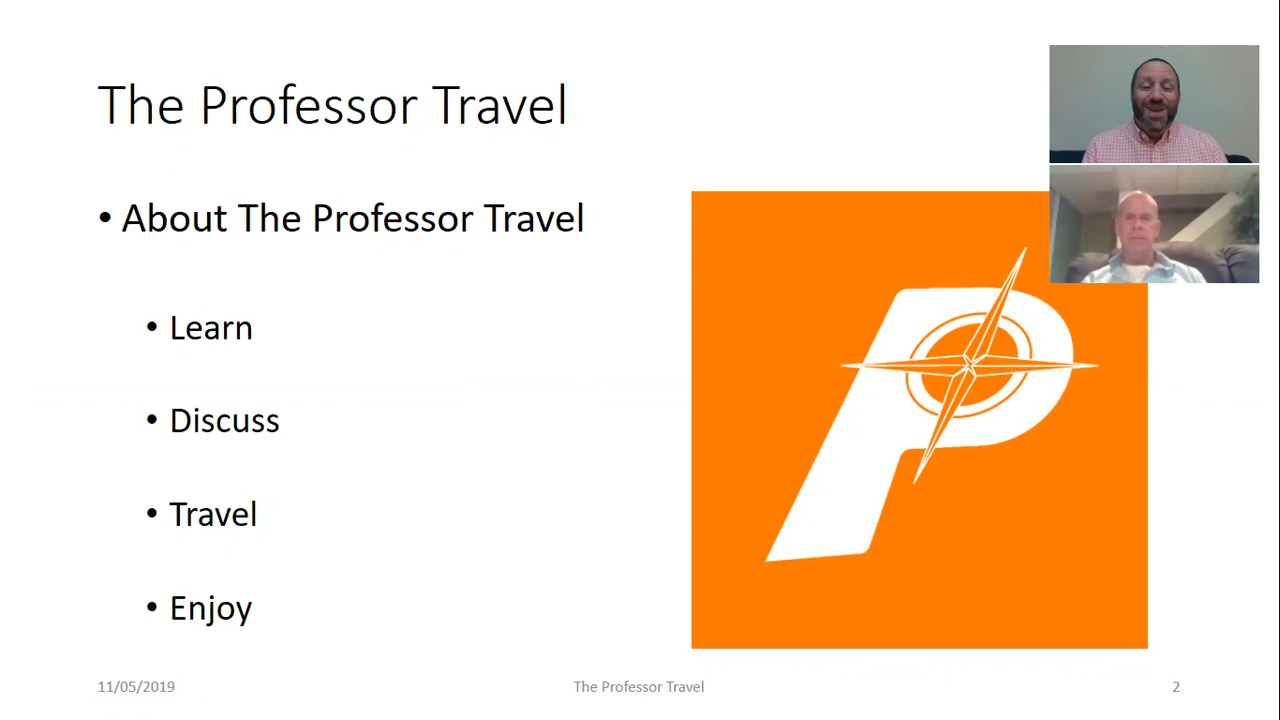 The Professor Travel
• About The Professor Travel
• Learn
• Discuss
• Travel
• Enjoy
P
11/05/2019
The Professor Travel
2